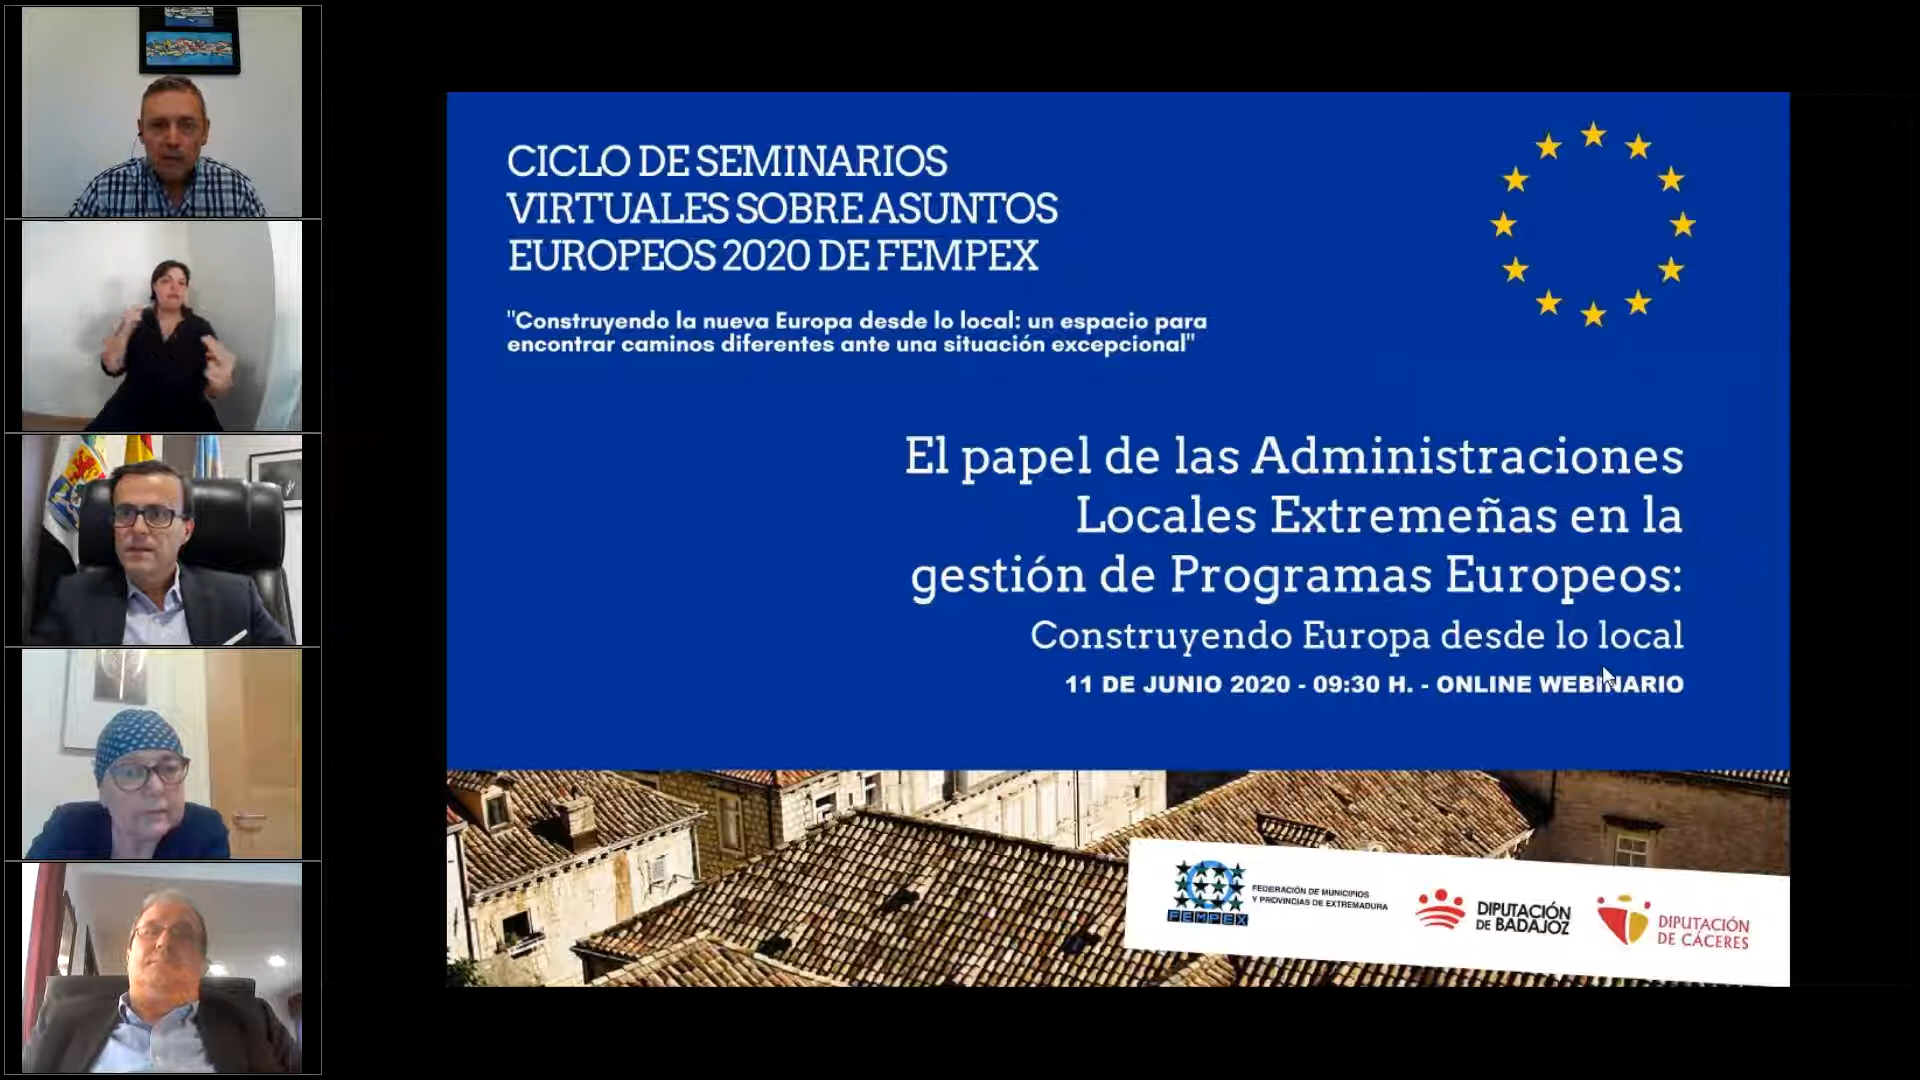 CICLO DE SEMINARIOS
VIRTUALES SOBRE ASUNTOS
EUROPEOS 2020 DE FEMPEX
"Construyendo la nueva Europa desde lo local: un espacio para
encontrar caminos diferentes ante una situación excepcional"
El papel de las Administraciones
Locales Extremeñas en la
gestión de Programas Europeos:
Construyendo Europa desde lo local
11 DE JUNIO 2020 - 09:30 H. - ONLINE WEBINARIO
FEMPEX
FEDERACIÓN DE MUNICIPIOS
Y PROVINCIAS DE EXTREMADURA
DIPUTACIÓN
DE BADAJOZ
DIPUTACIÓN
DE CÁCERES